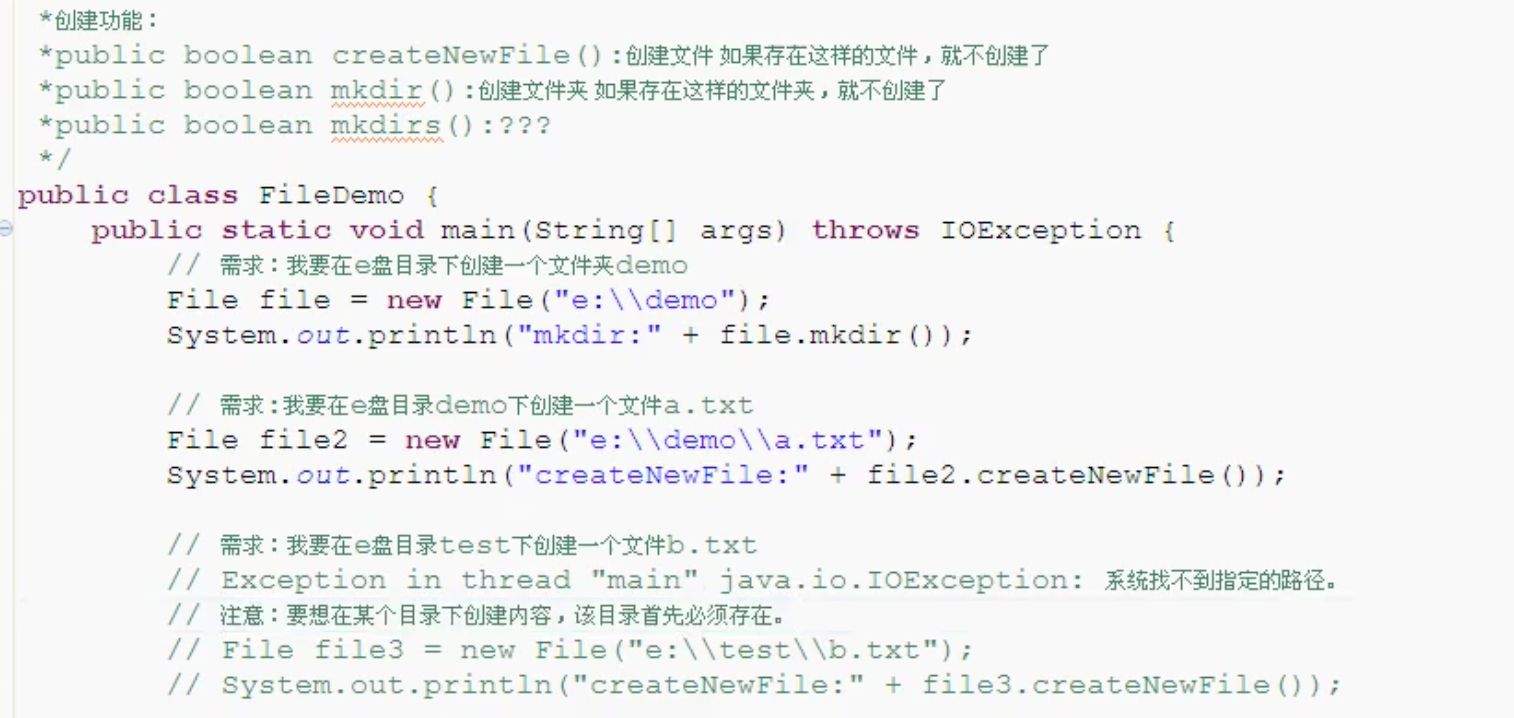 *创建功能：
*public boolean createNewFile():创建文件 如果存在这样的文件，就不创建了
*public boolean mkdir():创建文件夹 如果存在这样的文件夹，就不创建了
*public boolean mkdirs():???
*/
public class FileDemo {
public static void main(String[] args) throws IOException {
// 需求：我要在e盘目录下创建一个文件夹demo
File file = new File("e:\\demo");
System.out.println("mkdir:" + file.mkdir());
// 需求:我要在e盘目录demo下创建一个文件a.txt
File file2 = new File("e:\\demo\\a.txt");
System.out.println("createNewFile:" + file2.createNewFile());
// 需求：我要在e盘目录test下创建一个文件b.txt
// Exception in thread "main" java.io.IOException: 系统找不到指定的路径。
// 注意：要想在某个目录下创建内容，该目录首先必须存在。
// File file3 = new File("e:\\test\\b.txt");
// System.out.println("createNewFile:" + file3.createNewFile());